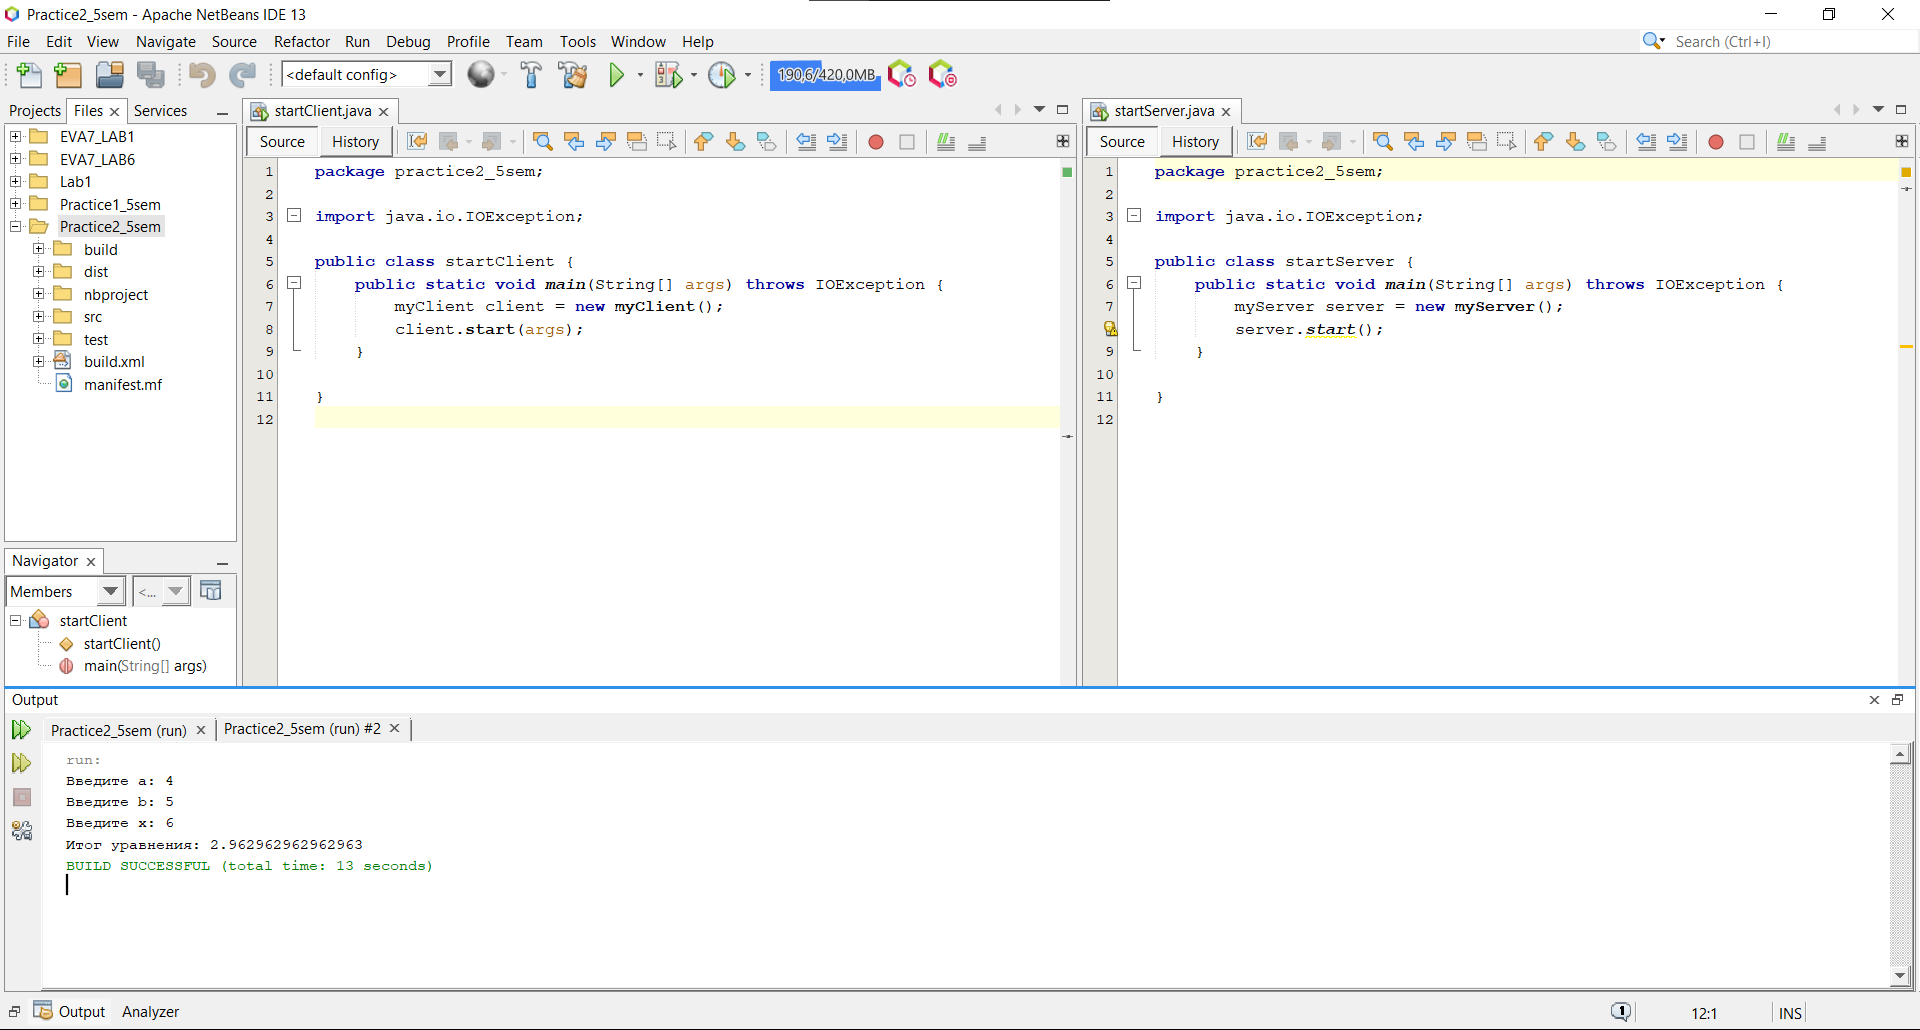 Practice2_5sem - Apache NetBeans IDE 13
File Edit View Navigate Source Refactor Run Debug Profile Team Tools Window Help
Search (Ctrl+I)
<default config>
190,6/420,0MB
Projects Files Services
EVA7_LAB1
EVA7_LAB6
Lab1
Practice1_5sem
Practice2_5sem
build
dist
nbproject
src
test
build.xml
manifest.mf
Navigator
Members
<...
startClient
startClient()
main(String[] args)
startClient.java
Source History
1 package practice2_5sem;
2
3 import java.io.IOException;
4
5 public class startClient {
6 public static void main(String[] args) throws IOException {
7 myClient client = new myClient();
8 client.start(args);
9 }
10
11 }
12
startServer.java
Source History
1 package practice2_5sem;
2
3 import java.io.IOException;
4
5 public class startServer {
6 public static void main(String[] args) throws IOException {
7 myServer server = new myServer();
server.start();
9 }
10
11 }
12
Output
Practice2_5sem (run) Practice2_5sem (run) #2
run:
Введите a: 4
Введите b: 5
Введите x: 6
Итог уравнения: 2.962962962962963
BUILD SUCCESSFUL (total time: 13 seconds)
Output Analyzer
1
12:1
INS